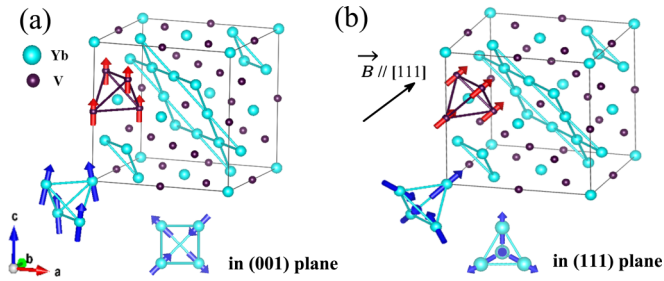 (a)
Yb
V
c
b
a
in (001) plane
(b)
B // [111]
in (111) plane